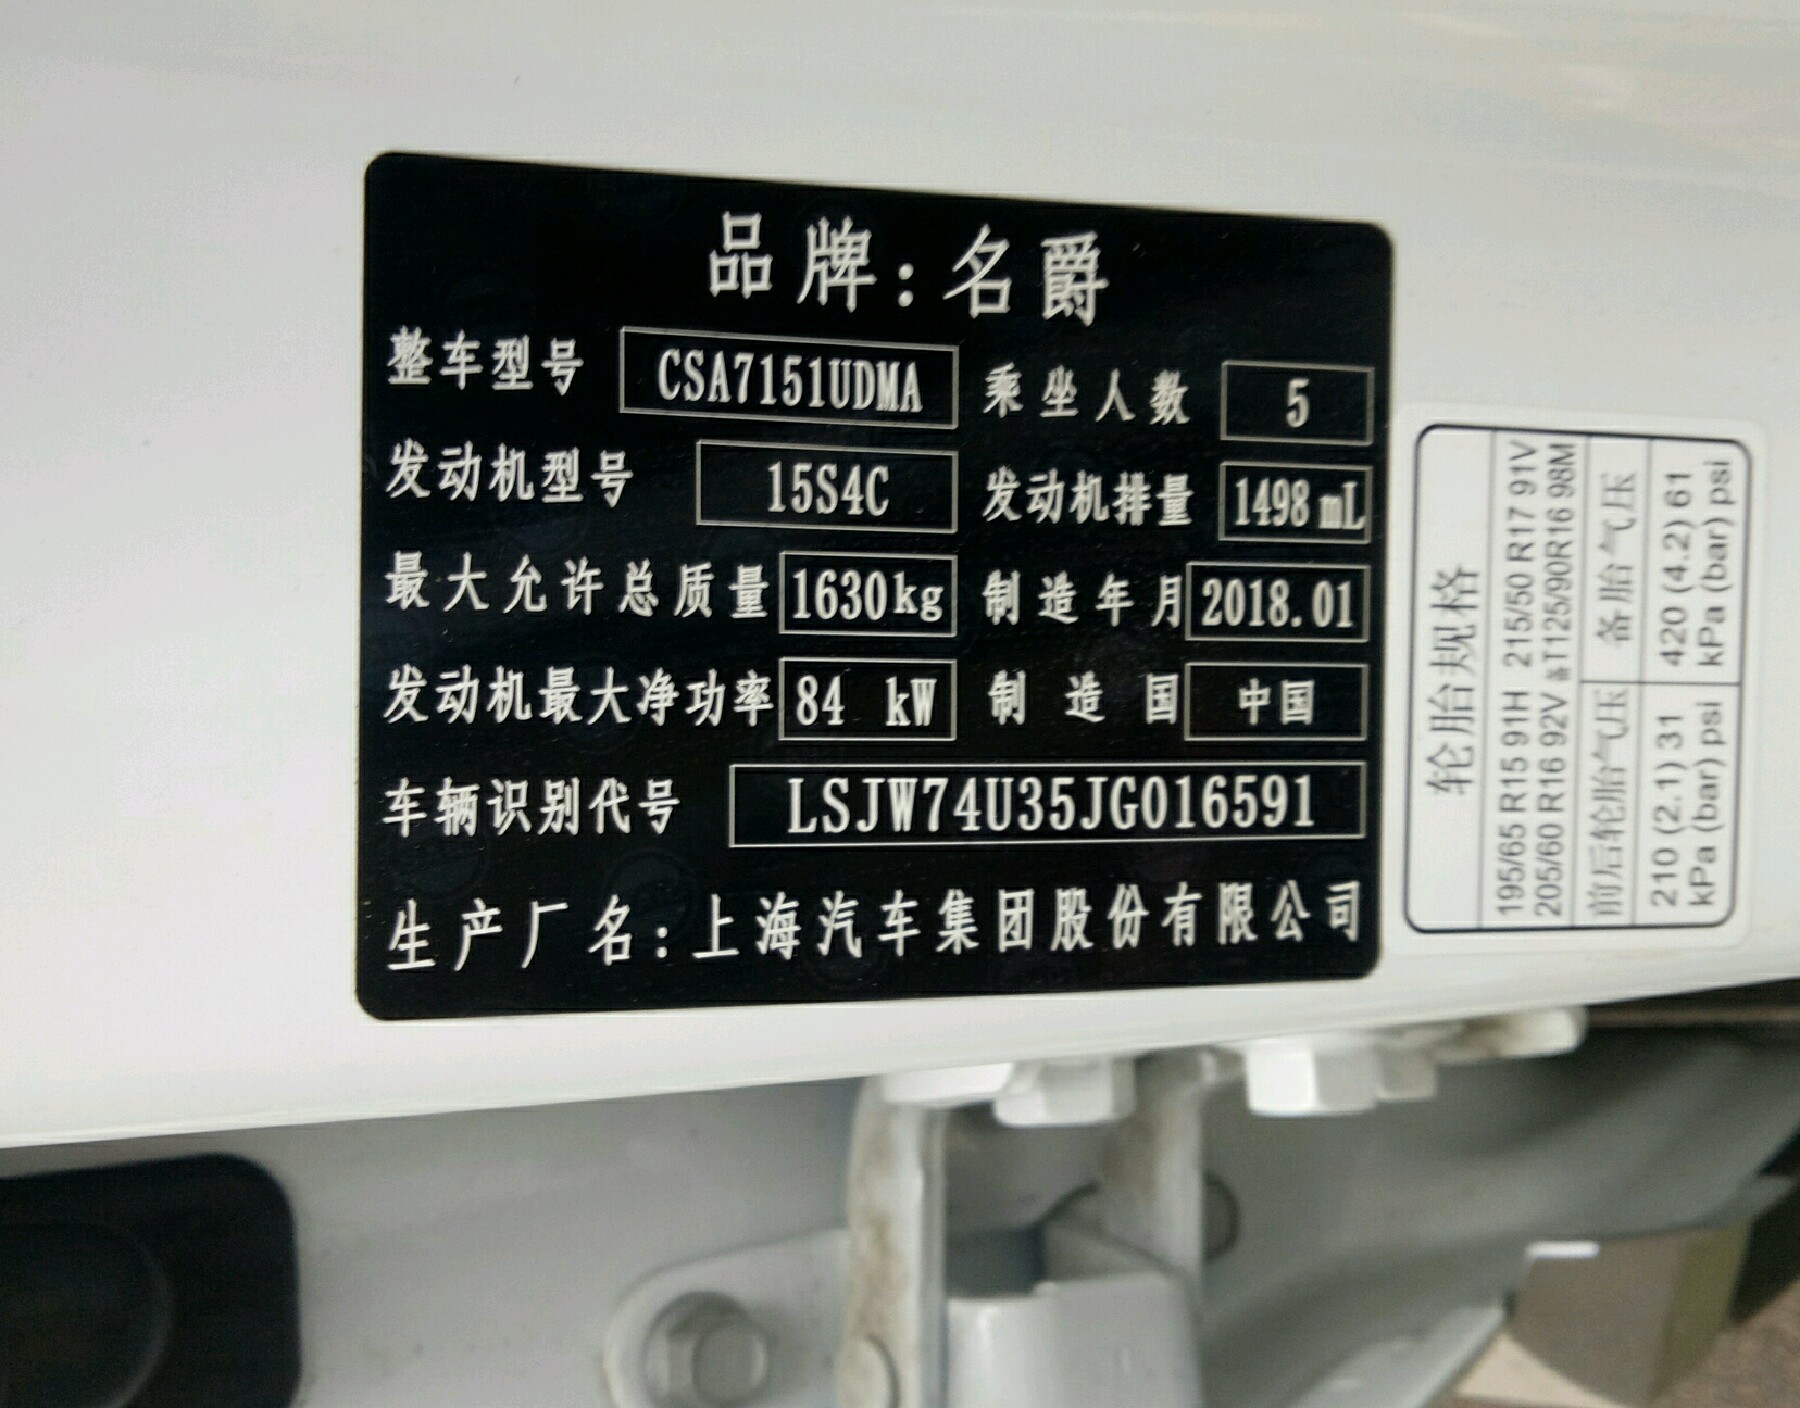 品牌：名爵
整车型号 CSA7151UDMA 乘坐人数 5
发动机型号 15S4C 发动机排量 1498 mL
最大允许总质量 1630kg 制造年月 2018.01
发动机最大净功率 84 kW 制造国 中国
车辆识别代号 LSJW74U35JG016591
生产厂名：上海汽车集团股份有限公司
轮胎规格
195/65 R15 91H 215/50 R17 91V
205/60 R16 92V 备T125/90R16 98M
前后轮胎气压 备胎气压
210 (2.1) 31 420 (4.2) 61
kPa (bar) psi kPa (bar) psi